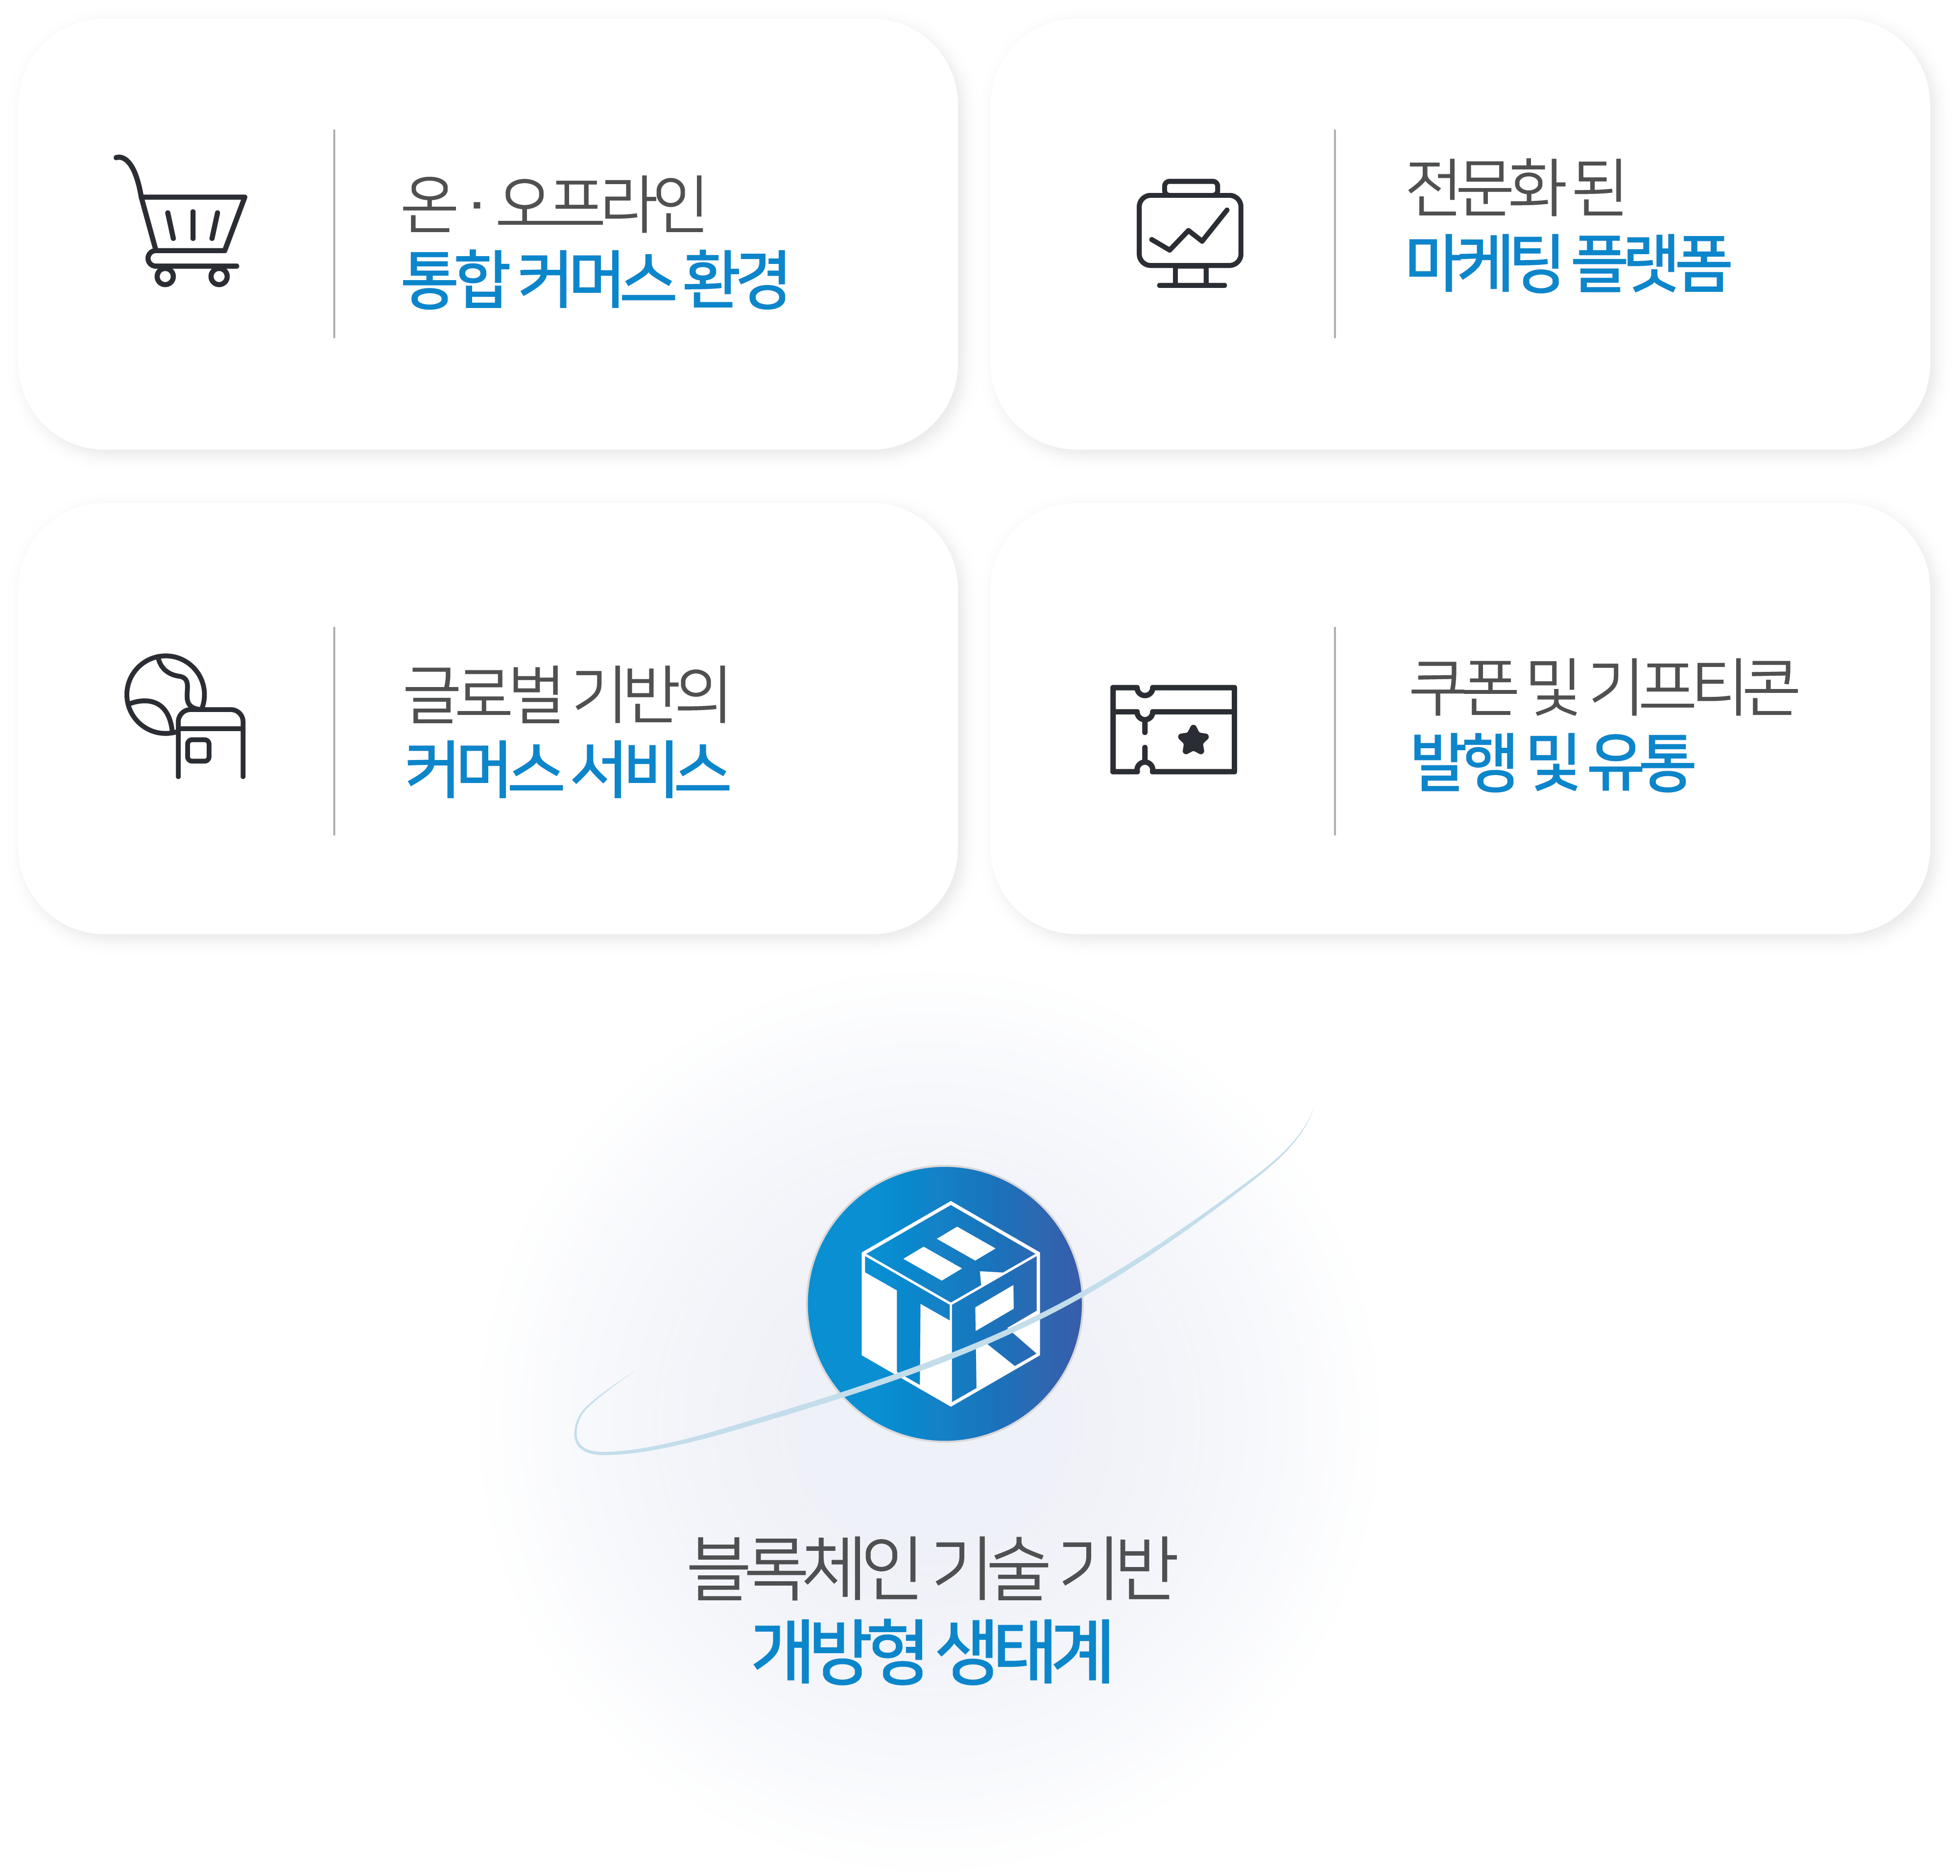 온 · 오프라인
통합 커머스 환경
전문화 된
마케팅 플랫폼
글로벌 기반의
커머스 서비스
쿠폰 및 기프티콘
발행 및 유통
블록체인 기술 기반
개방형 생태계